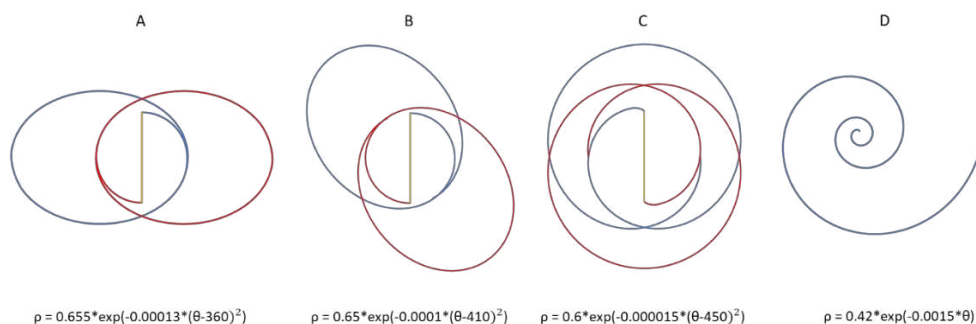 A B C D
ρ = 0.655*exp(-0.00013*(θ-360)²) ρ = 0.65*exp(-0.0001*(θ-410)²) ρ = 0.6*exp(-0.000015*(θ-450)²) ρ = 0.42*exp(-0.0015*θ)